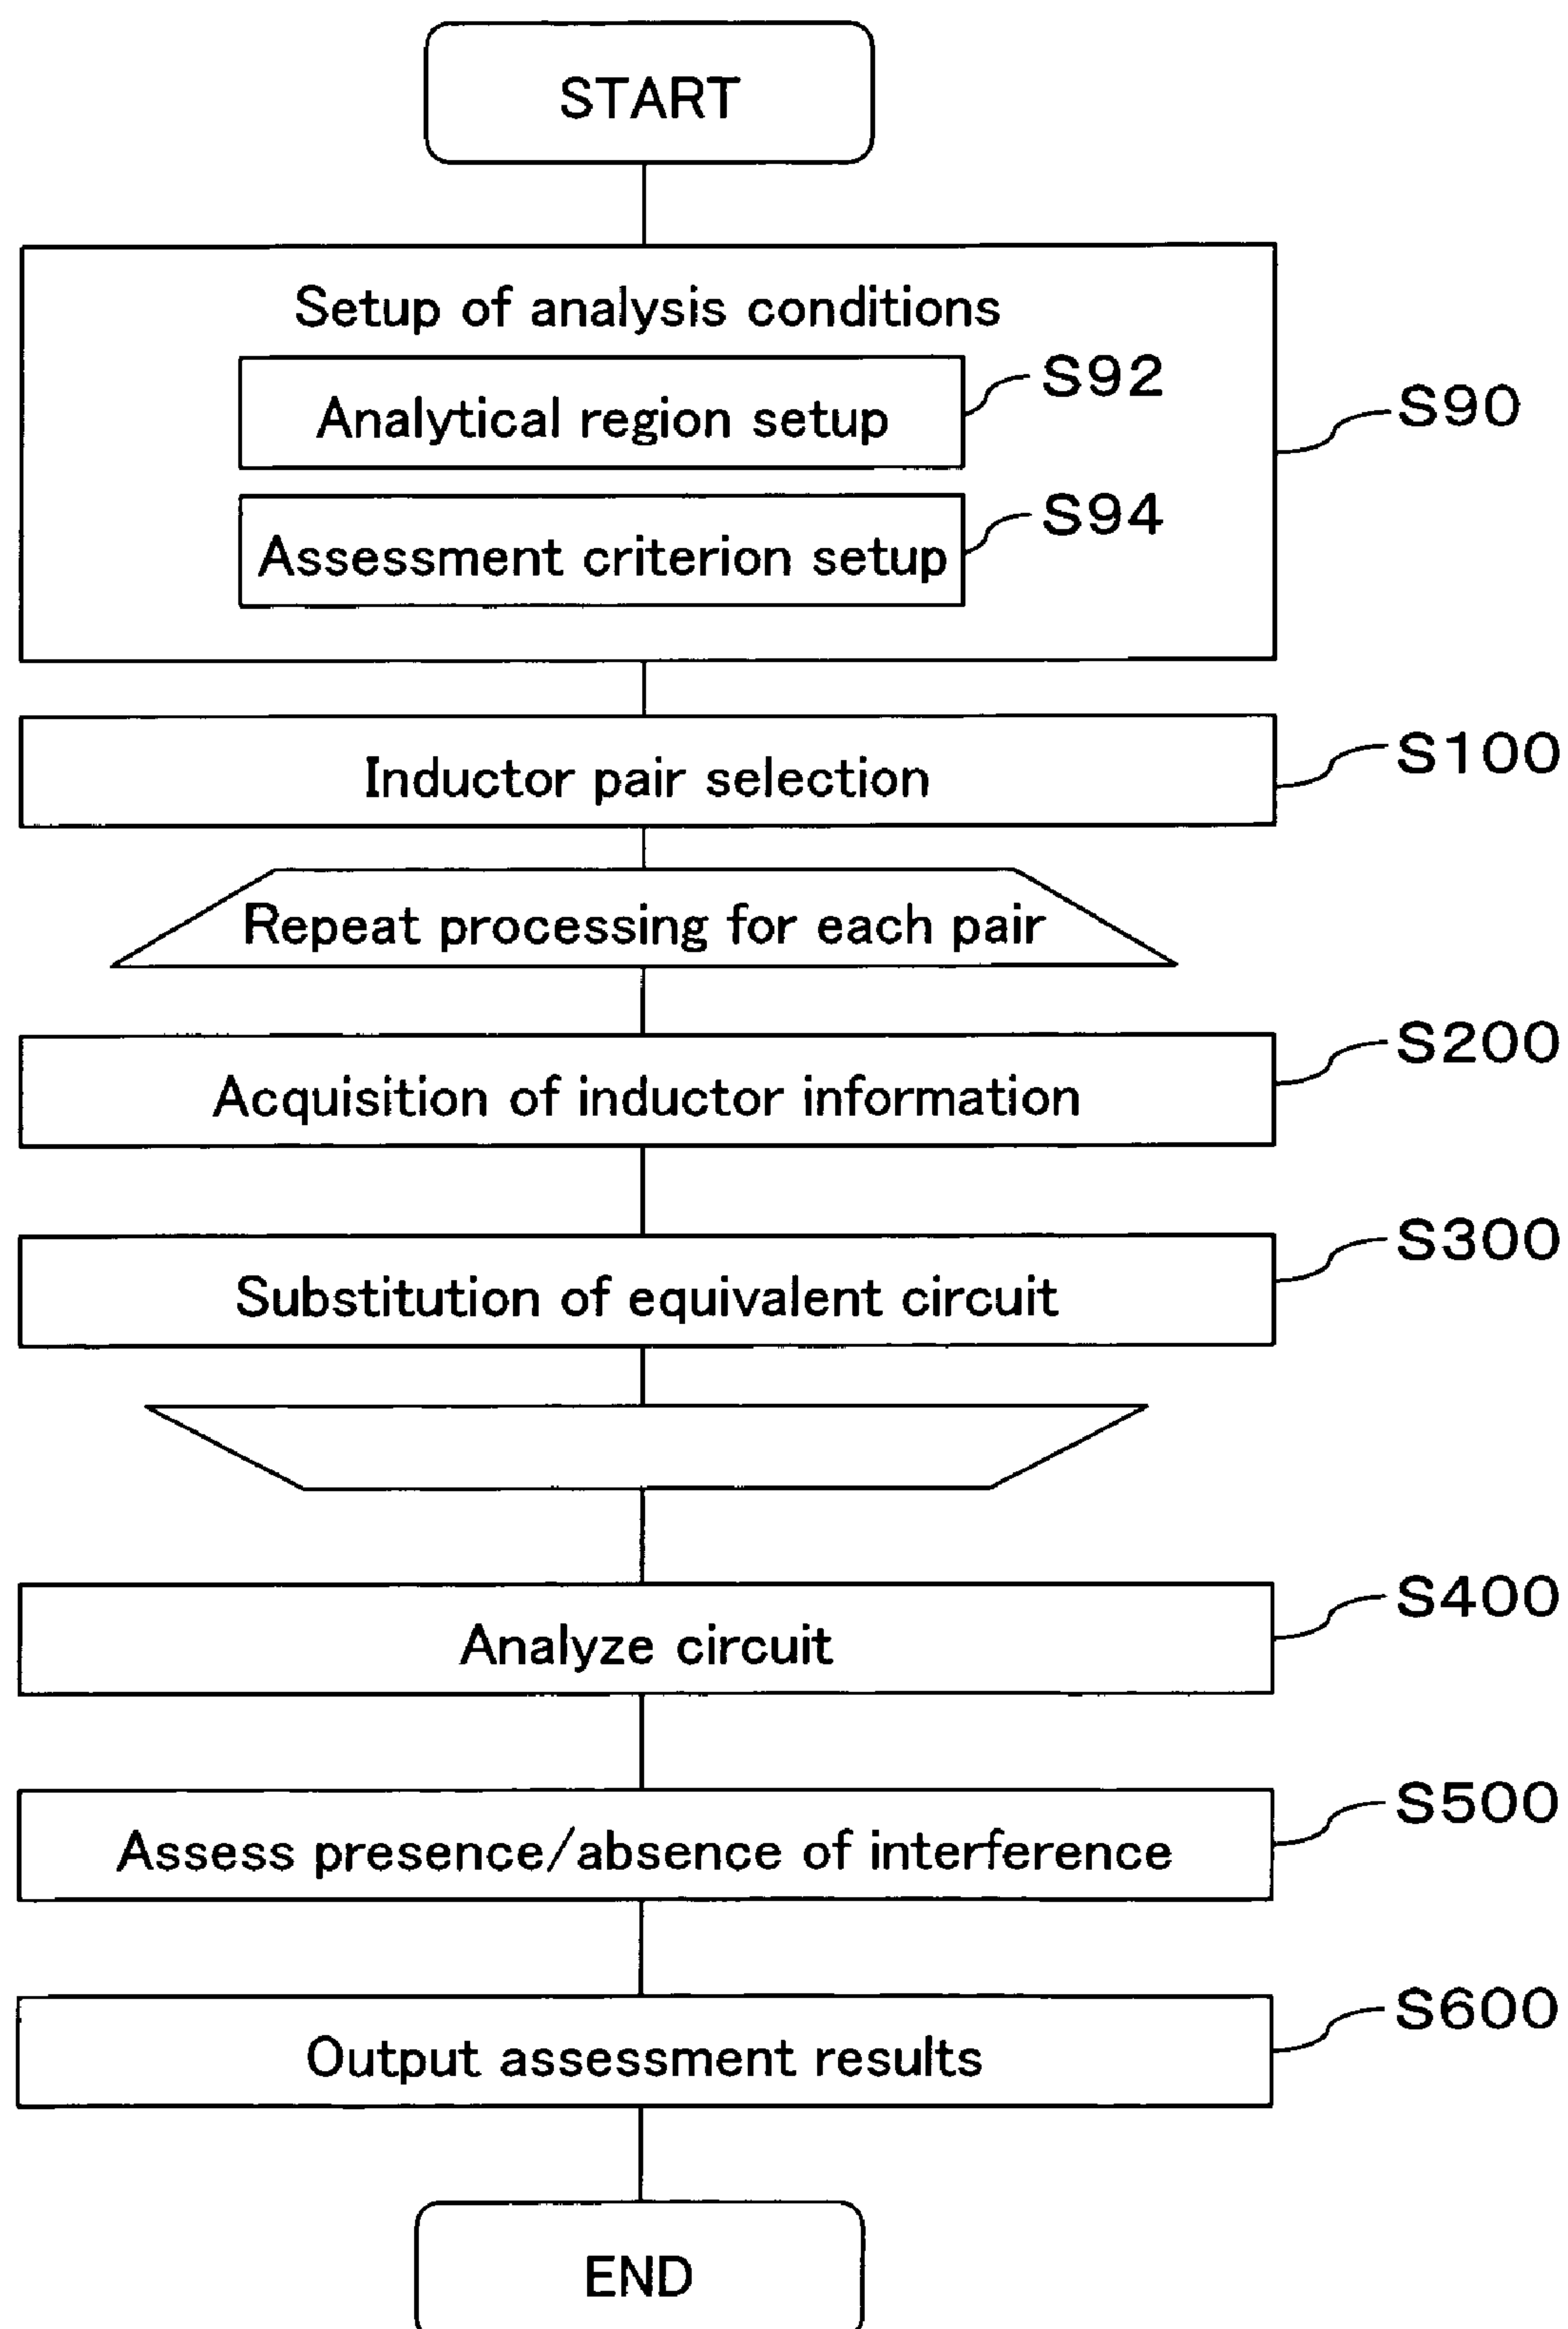 START
Setup of analysis conditions
Analytical region setup
S92
S90
Assessment criterion setup
S94
Inductor pair selection
S100
Repeat processing for each pair
Acquisition of inductor information
S200
Substitution of equivalent circuit
S300
Analyze circuit
S400
Assess presence/absence of interference
S500
Output assessment results
S600
END